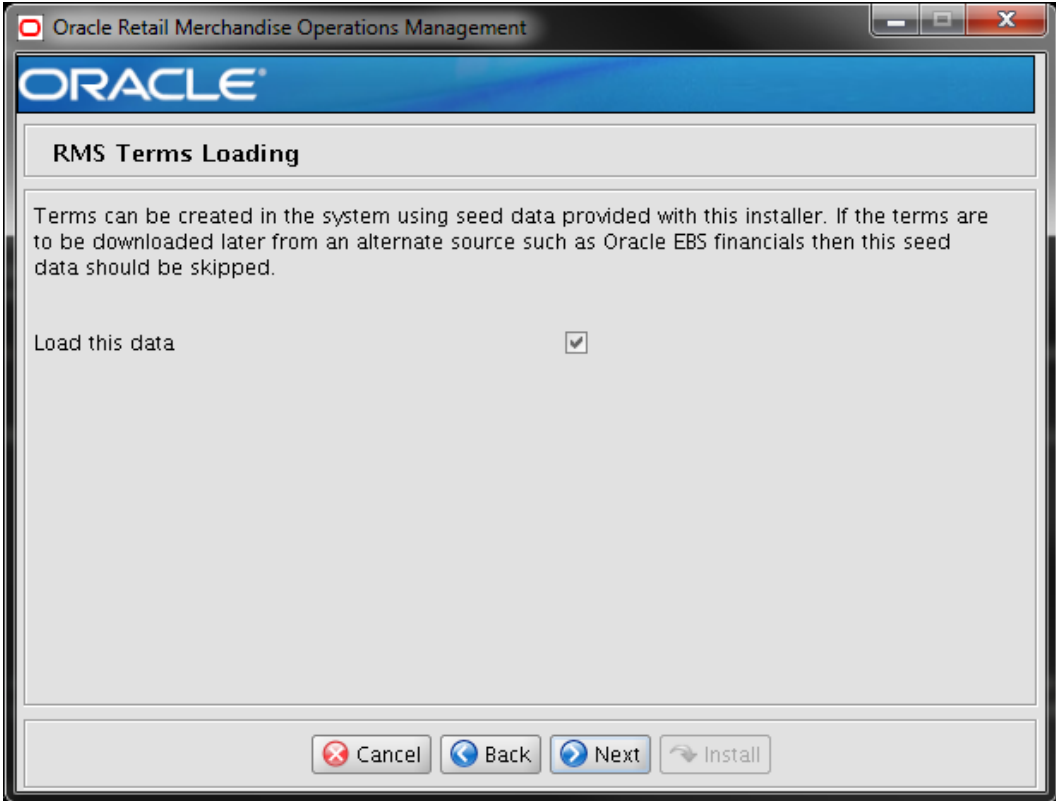 Oracle Retail Merchandise Operations Management
ORACLE®
RMS Terms Loading
Terms can be created in the system using seed data provided with this installer. If the terms are
to be downloaded later from an alternate source such as Oracle EBS financials then this seed
data should be skipped.
Load this data
Cancel Back Next Install